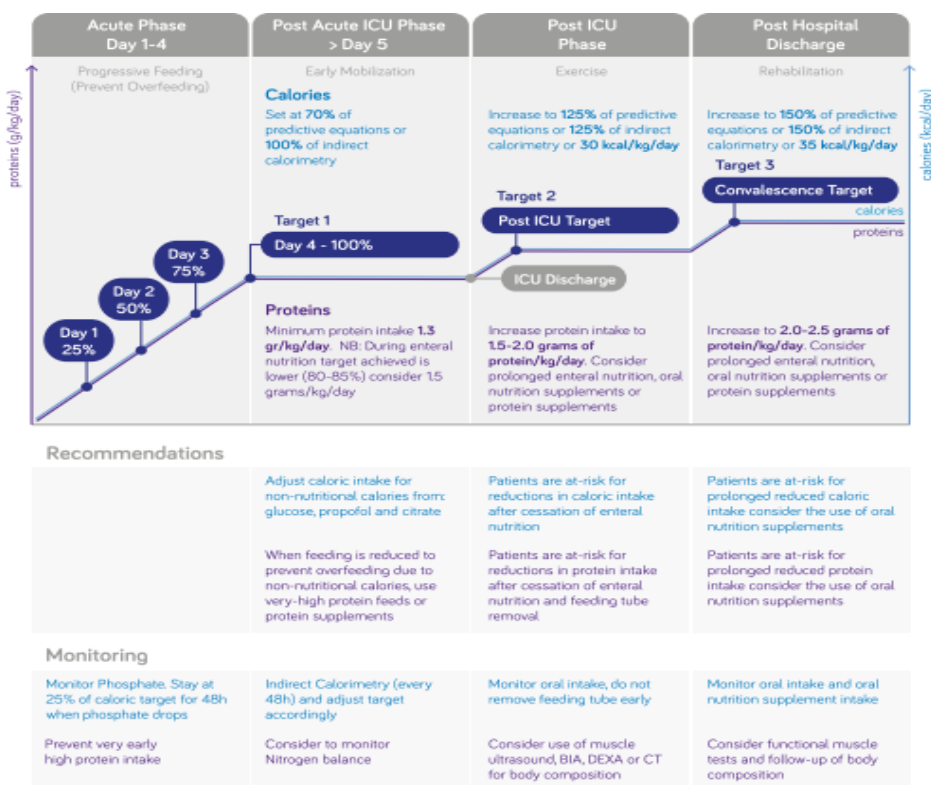 Acute Phase
Day 1-4
Post Acute ICU Phase
> Day 5
Post ICU
Phase
Post Hospital
Discharge
Progressive Feeding
(Prevent Overfeeding)
Early Mobilization
Exercise
Rehabilitation
proteins (g/kg/day)
calories (kcal/day)
Calories
Set at 70% of
predictive equations or
100% of indirect
calorimetry
Increase to 125% of predictive
equations or 125% of indirect
calorimetry or 30 kcal/kg/day
Increase to 150% of predictive
equations or 150% of indirect
calorimetry or 35 kcal/kg/day
Target 3
Convalescence Target
calories
proteins
Target 2
Post ICU Target
Target 1
Day 4 - 100%
Day 3
75%
Day 2
50%
Day 1
25%
ICU Discharge
Proteins
Minimum protein intake 1.3
gr/kg/day. NB: During enteral
nutrition target achieved is
lower (80-85%) consider 1.5
grams/kg/day
Increase protein intake to
1.5-2.0 grams of
protein/kg/day. Consider
prolonged enteral nutrition, oral
nutrition supplements or
protein supplements
Increase to 2.0-2.5 grams of
protein/kg/day. Consider
prolonged enteral nutrition,
oral nutrition supplements or
protein supplements
Recommendations
Adjust caloric intake for
non-nutritional calories from:
glucose, propofol and citrate
Patients are at-risk for
reductions in caloric intake
after cessation of enteral
nutrition
Patients are at-risk for
prolonged reduced caloric
intake consider the use of oral
nutrition supplements
When feeding is reduced to
prevent overfeeding due to
non-nutritional calories, use
very-high protein feeds or
protein supplements
Patients are at-risk for
reductions in protein intake
after cessation of enteral
nutrition and feeding tube
removal
Patients are at-risk for
prolonged reduced protein
intake consider the use of oral
nutrition supplements
Monitoring
Monitor Phosphate. Stay at
25% of caloric target for 48h
when phosphate drops
Indirect Calorimetry (every
48h) and adjust target
accordingly
Monitor oral intake, do not
remove feeding tube early
Monitor oral intake and oral
nutrition supplement intake
Prevent very early
high protein intake
Consider to monitor
Nitrogen balance
Consider use of muscle
ultrasound, BIA, DEXA or CT
for body composition
Consider functional muscle
tests and follow-up of body
composition